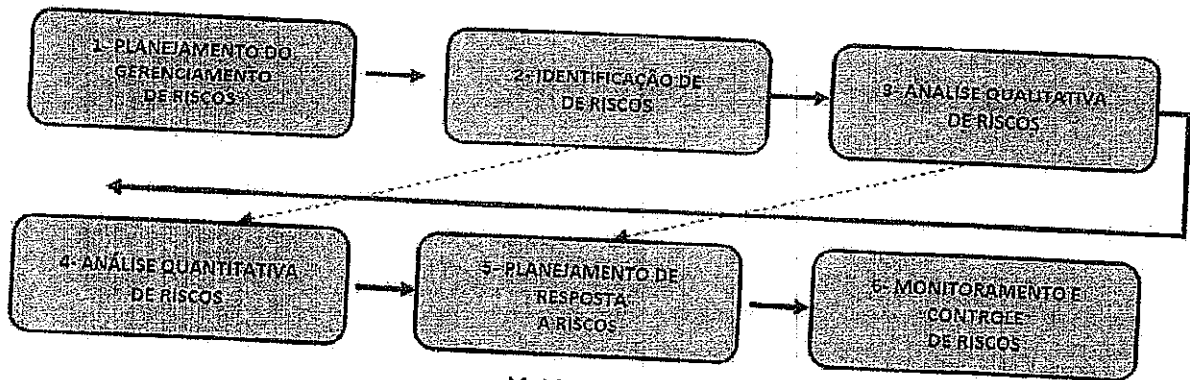 1- PLANEJAMENTO DO
GERENCIAMENTO
DE RISCOS
2- IDENTIFICAÇÃO DE
DE RISCOS
3- ANÁLISE QUALITATIVA
DE RISCOS
4- ANÁLISE QUANTITATIVA
DE RISCOS
5- PLANEJAMENTO DE
RESPOSTA
A RISCOS
6- MONITORAMENTO E
CONTROLE
DE RISCOS